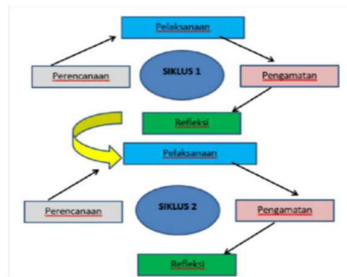 Pelaksanaan
Perencanaan
SIKLUS 1
Pengamatan
Refleksi
Pelaksanaan
Perencanaan
SIKLUS 2
Pengamatan
Refleksi